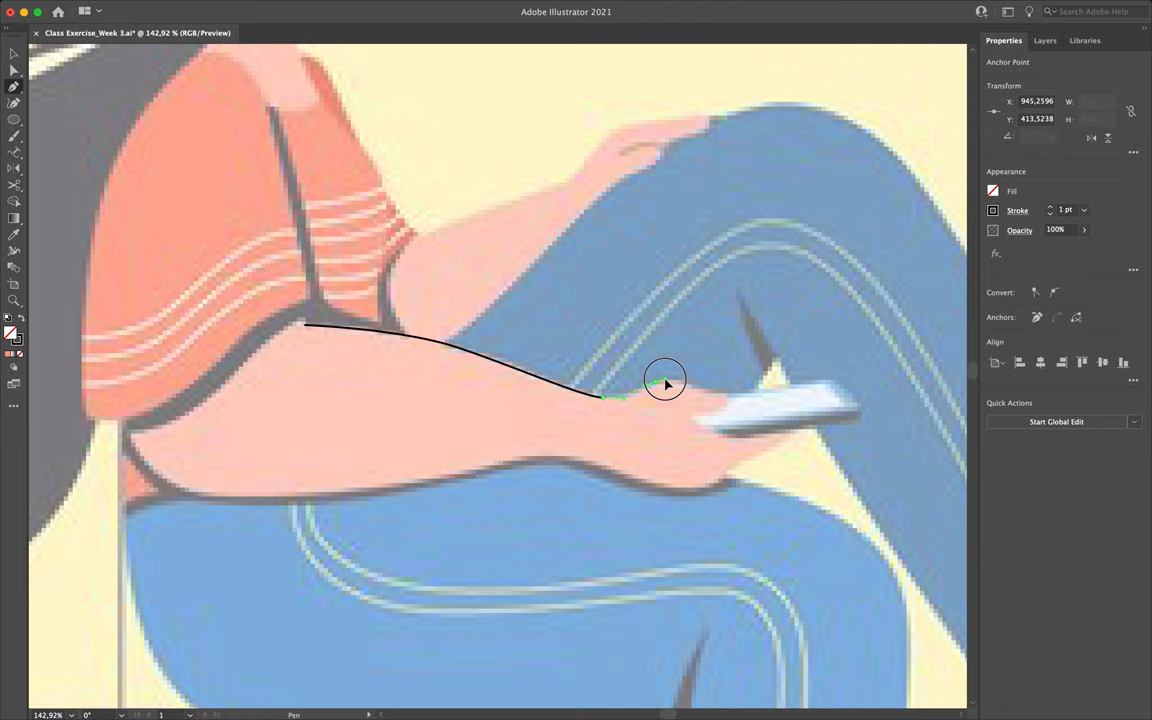 Adobe Illustrator 2021
Search Adobe Help
Class Exercise_Week 3.ai* @ 142,92 % (RGB/Preview)
Properties
Layers
Libraries
Anchor Point
Transform
X:
945,2596
W:
Y:
413,5238
H:
Appearance
Fill
Stroke
1 pt
Opacity
100%
fx.
Convert:
Anchors:
Align
Quick Actions
Start Global Edit
142,92%
0°
1
Pen